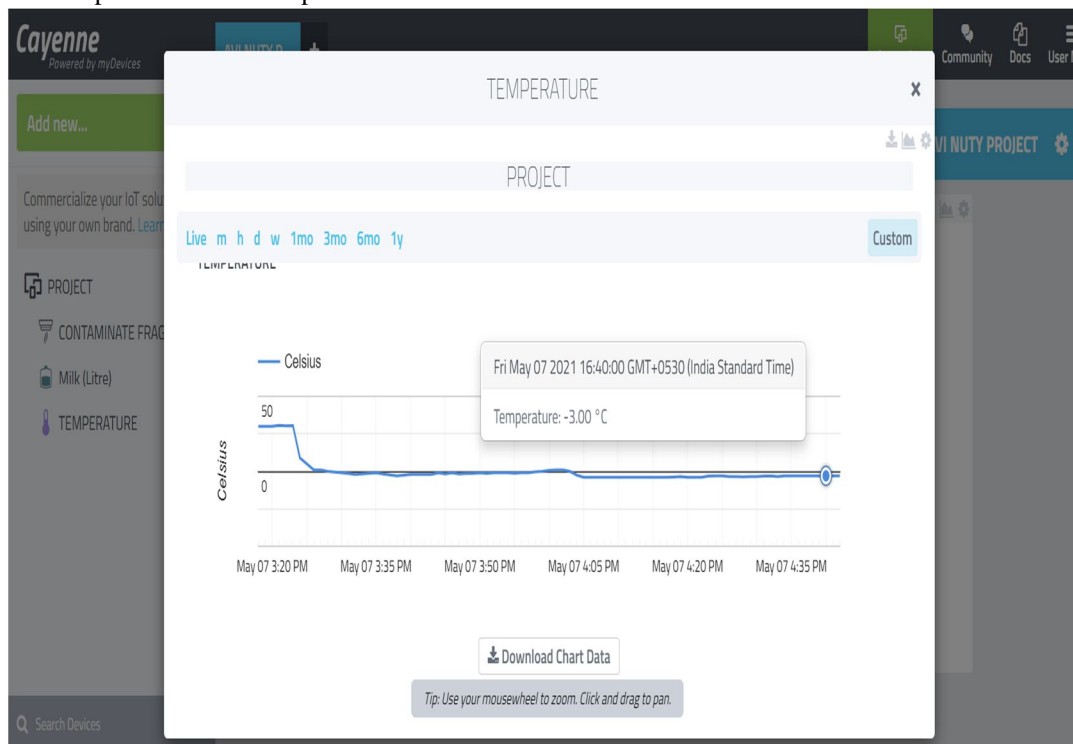 Cayenne
Powered by myDevices
Community
Docs
TEMPERATURE
x
Add new...
VI NUTY PROJECT
PROJECT
Commercialize your IoT solu
using your own brand. Learn
Live m h d w 1mo 3mo 6mo 1y
Custom
TEMPERATURE
PROJECT
CONTAMINATE FRAG
Milk (Litre)
TEMPERATURE
Celsius
Fri May 07 2021 16:40:00 GMT+0530 (India Standard Time)
Temperature: -3.00 °C
50
0
Celsius
May 07 3:20 PM
May 07 3:35 PM
May 07 3:50 PM
May 07 4:05 PM
May 07 4:20 PM
May 07 4:35 PM
Download Chart Data
Tip: Use your mousewheel to zoom. Click and drag to pan.
Search Devices